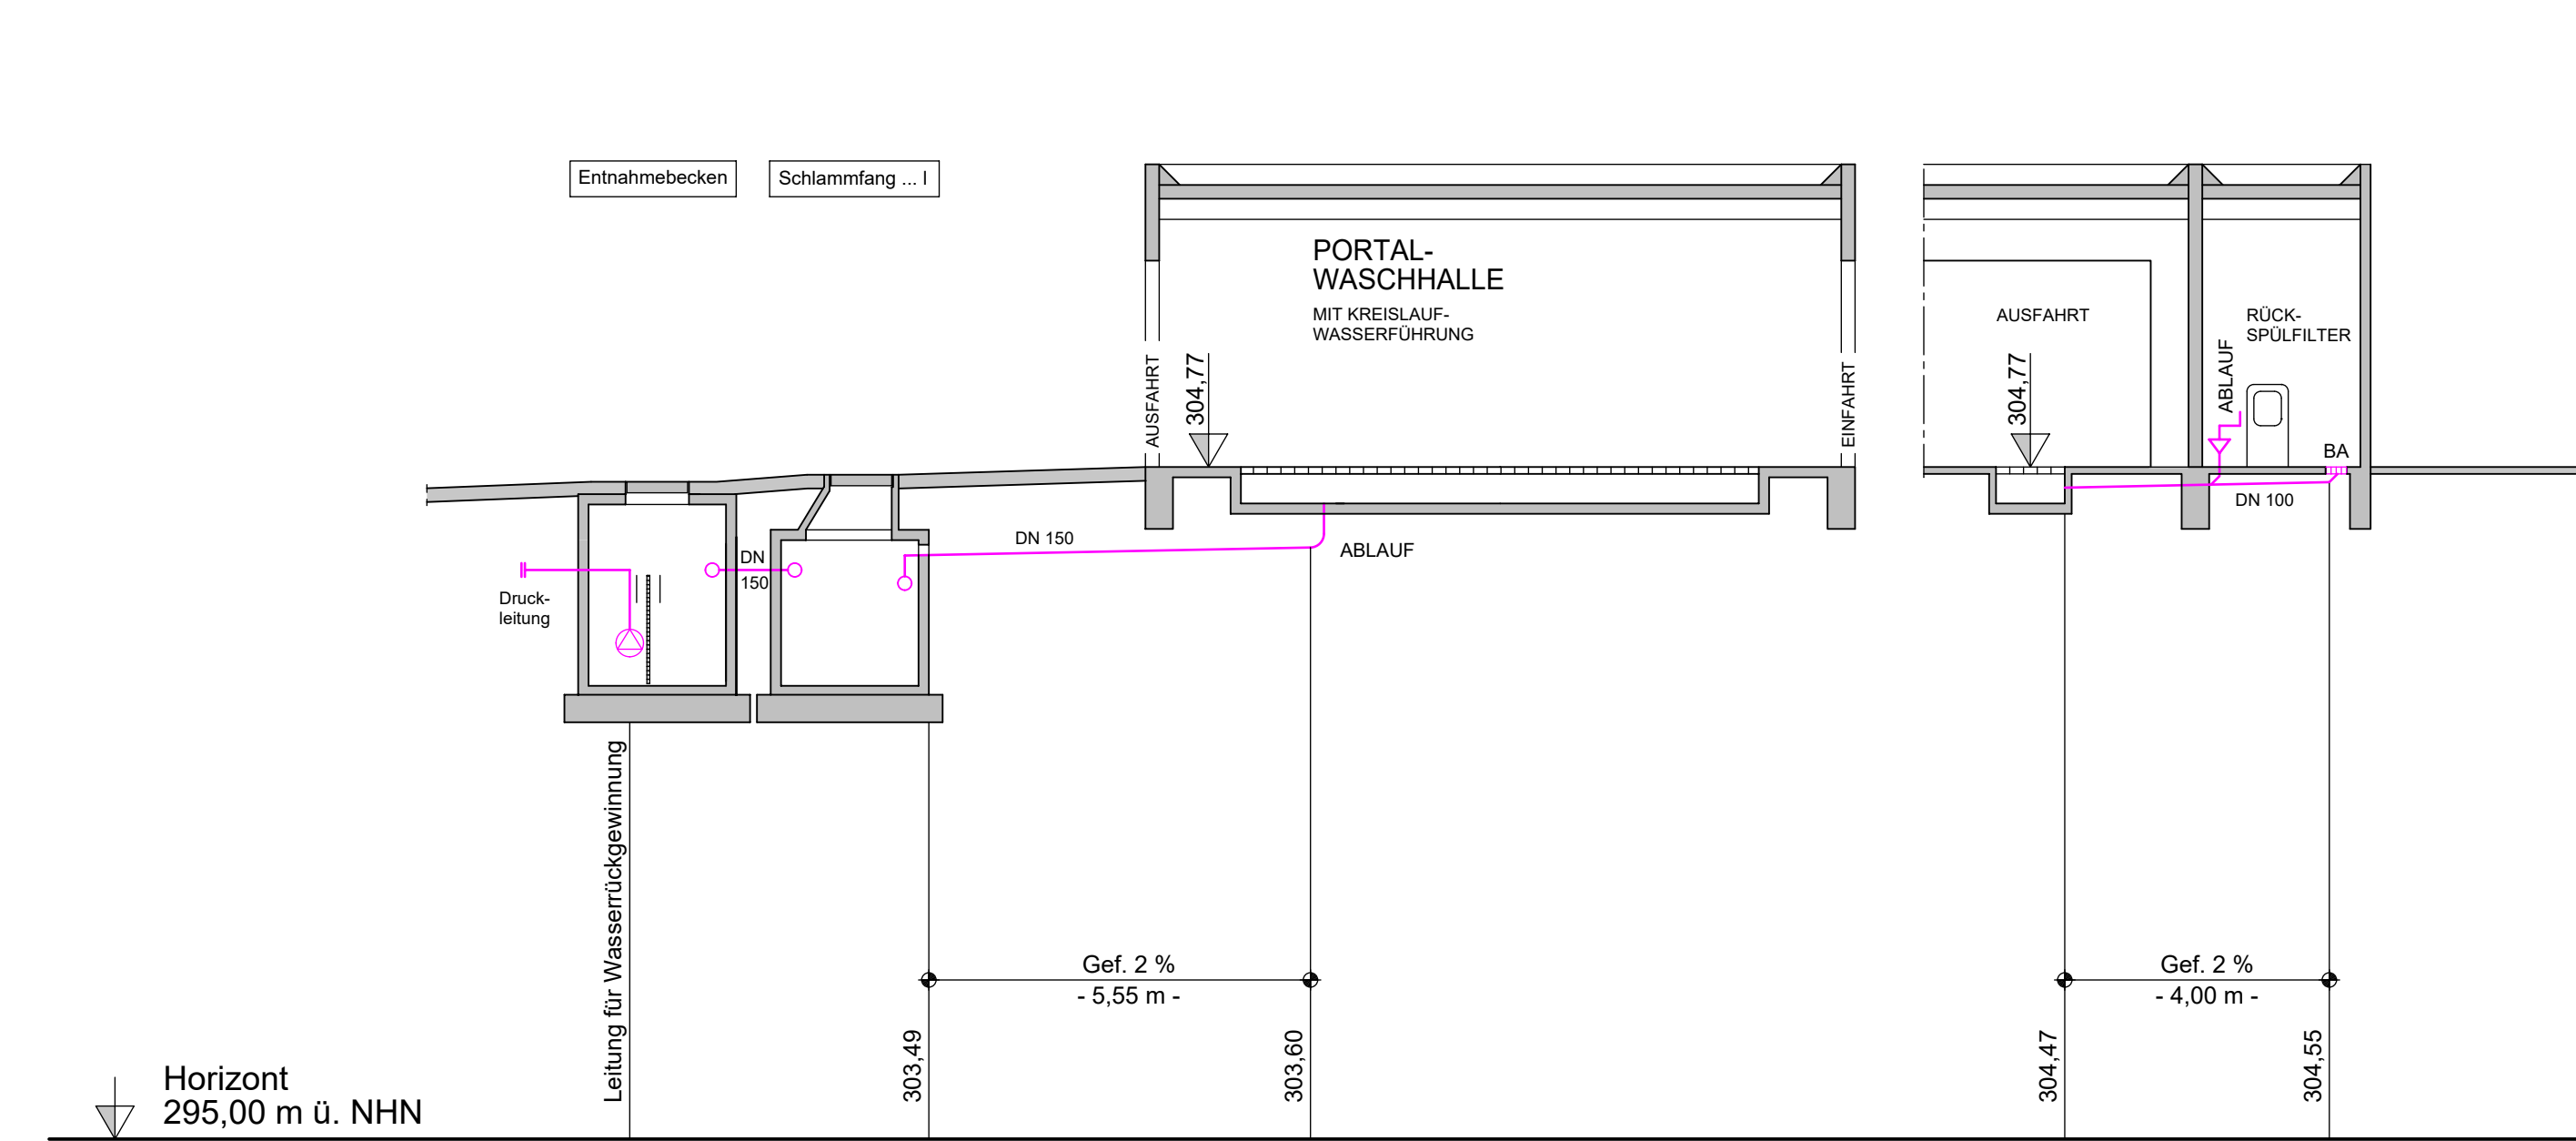 Entnahmebecken
Schlammfang ... I
PORTAL-
WASCHHALLE
MIT KREISLAUF-
WASSERFÜHRUNG
AUSFAHRT
304,77
EINFAHRT
AUSFAHRT
304,77
RÜCK-
SPÜLFILTER
ABLAUF
BA
DN 100
DN 150
ABLAUF
DN
150
Druck-
leitung
Leitung für Wasserrückgewinnung
Gef. 2 %
- 5,55 m -
Gef. 2 %
- 4,00 m -
303,49
303,60
304,47
304,55
Horizont
295,00 m ü. NHN